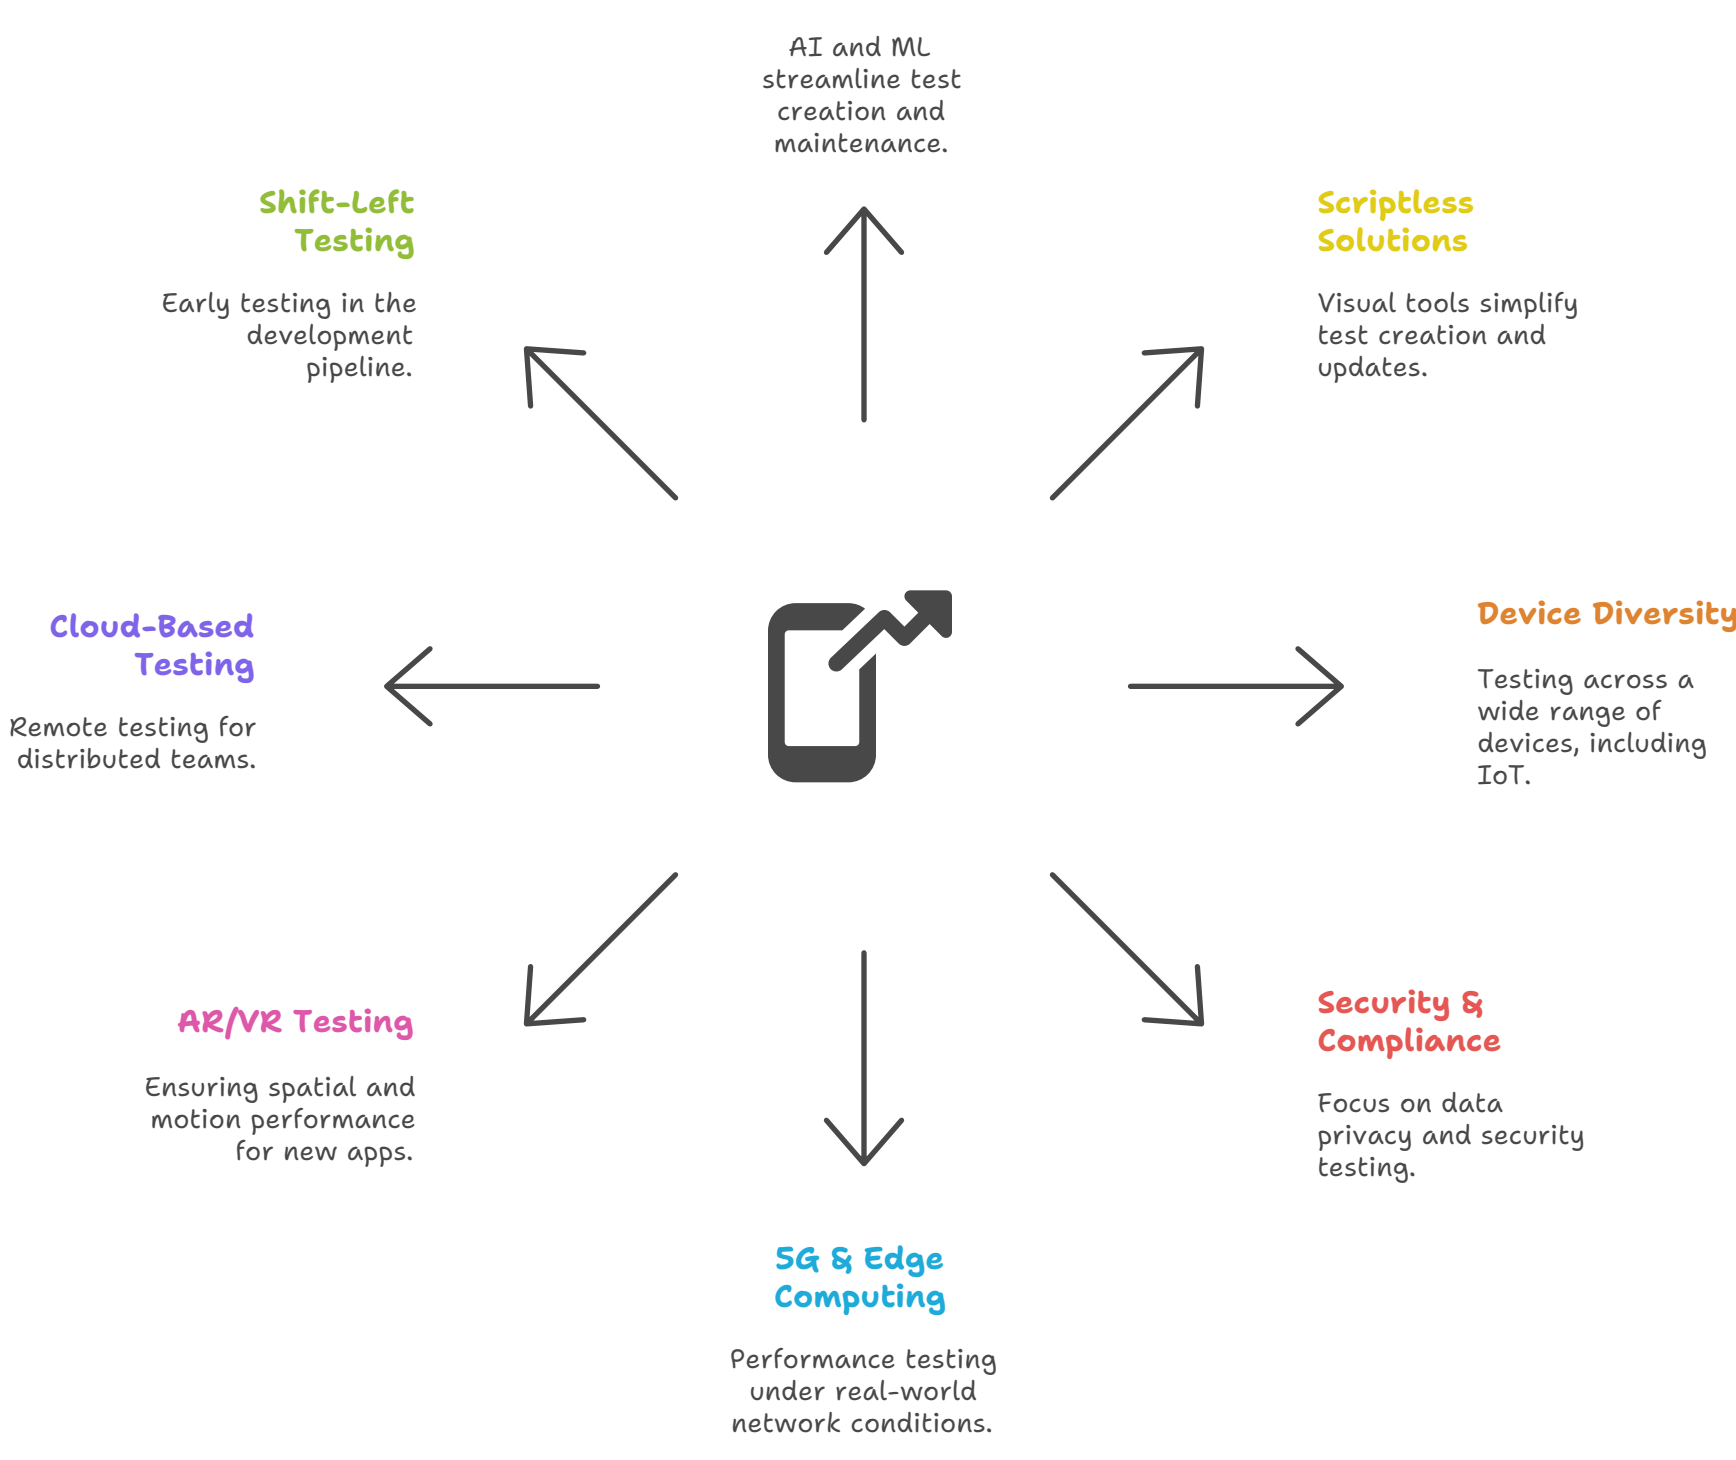 AI and ML
streamline test
creation and
maintenance.
Shift-Left
Testing
Early testing in the
development
pipeline.
Scriptless
Solutions
Visual tools simplify
test creation and
updates.
Cloud-Based
Testing
Remote testing for
distributed teams.
Device Diversity
Testing across a
wide range of
devices, including
IoT.
AR/VR Testing
Ensuring spatial and
motion performance
for new apps.
Security &
Compliance
Focus on data
privacy and security
testing.
5G & Edge
Computing
Performance testing
under real-world
network conditions.